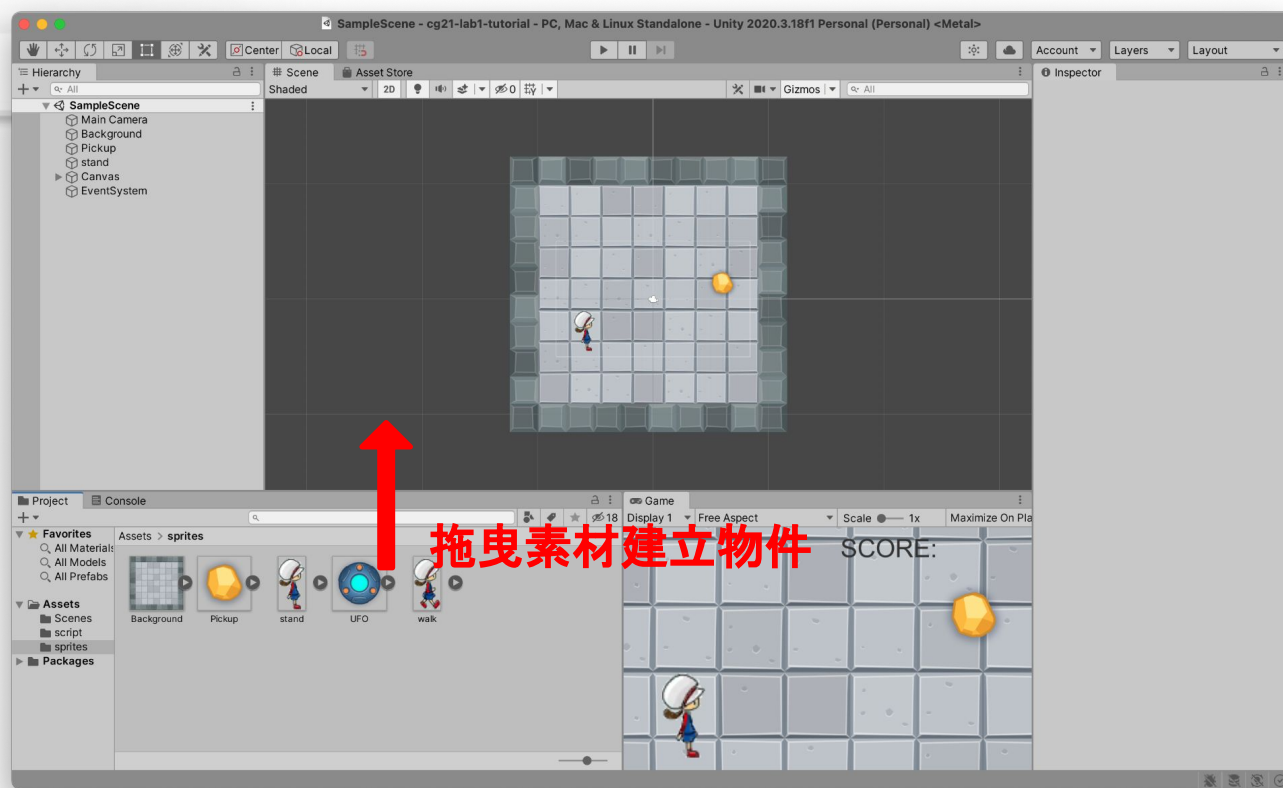 SampleScene - cg21-lab1-tutorial - PC, Mac & Linux Standalone - Unity 2020.3.18f1 Personal (Personal) <Metal>
Center Local Account Layers Layout
Hierarchy
All
SampleScene
Main Camera
Background
Pickup
stand
Canvas
EventSystem
Scene Asset Store
Shaded 2D 0 Gizmos All
Inspector
Project Console
18
Favorites
All Materials
All Models
All Prefabs
Assets
Scenes
script
sprites
Packages
Assets > sprites
Background Pickup stand UFO walk
拖曳素材建立物件
Game
Display 1 Free Aspect Scale 1x Maximize On Pla
SCORE: